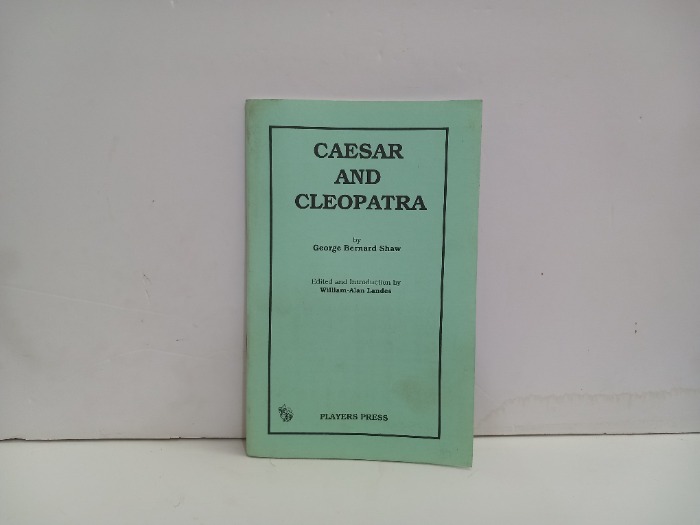 CAESAR
AND
CLEOPATRA
by
George Bernard Shaw
Edited and Introduction by
William-Alan Landes
PLAYERS PRESS